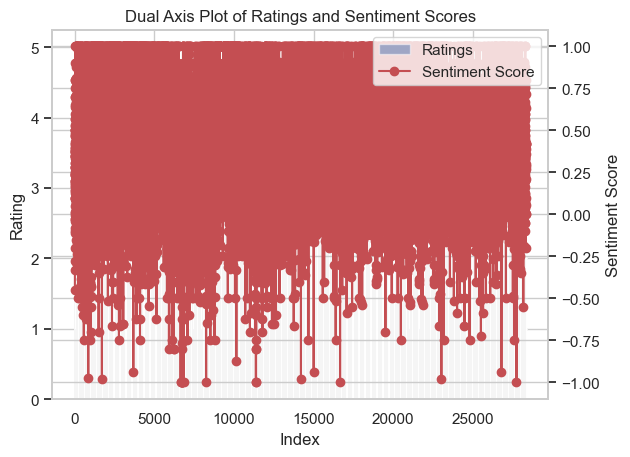 Dual Axis Plot of Ratings and Sentiment Scores
Ratings
Sentiment Score
5
4
3
2
1
0
Rating
1.00
0.75
0.50
0.25
0.00
−0.25
−0.50
−0.75
−1.00
Sentiment Score
0 5000 10000 15000 20000 25000
Index